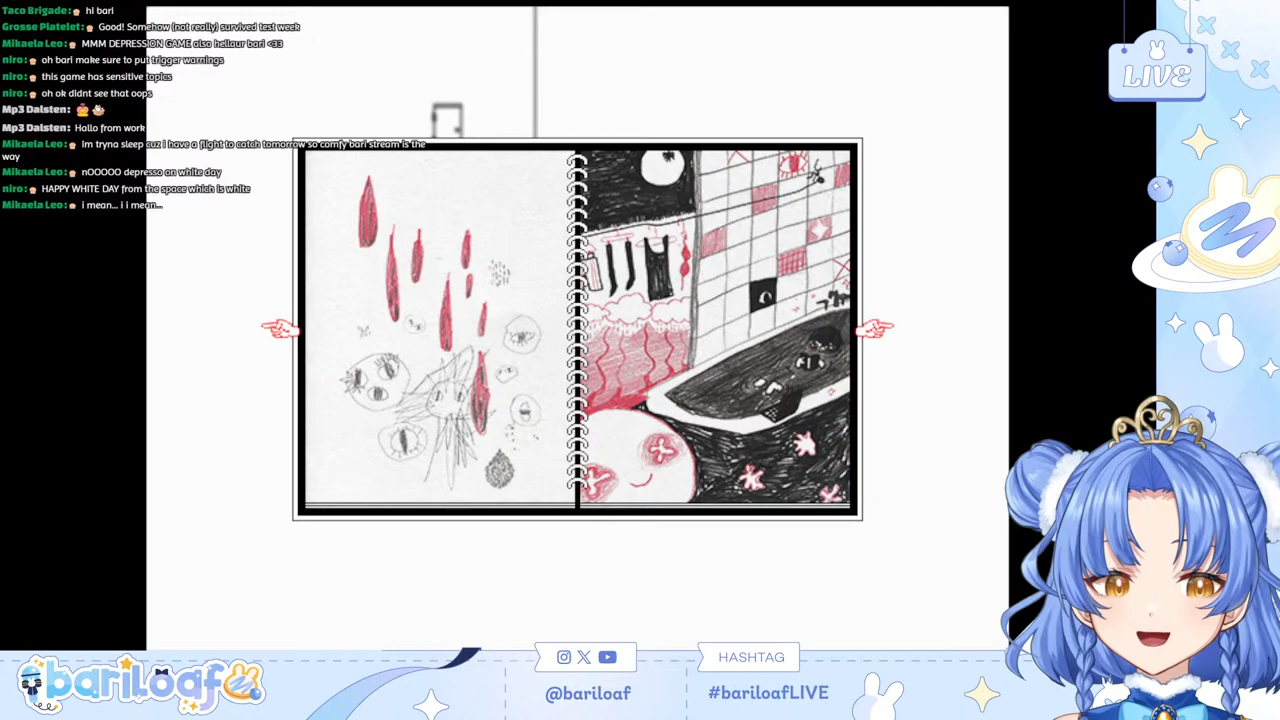 Taco Brigade: hi bari
Grosse Platelet: Good! Somehow (not really) survived test week
Mikaela Leo: MMM DEPRESSION GAME also hellaur bari <33
niro: oh bari make sure to put trigger warnings
niro: this game has sensitive topics
niro: oh ok didnt see that oops
Mp3 Dalsten:
Mp3 Dalsten: Hallo from work
Mikaela Leo: im tryna sleep cuz i have a flight to catch tomorrow so comfy bari stream is the
way
Mikaela Leo: nOOOOO depresso on white day
niro: HAPPY WHITE DAY from the space which is white
Mikaela Leo: i mean... i i mean...
LIVE
bariloaf
@bariloaf
HASHTAG
#bariloafLIVE